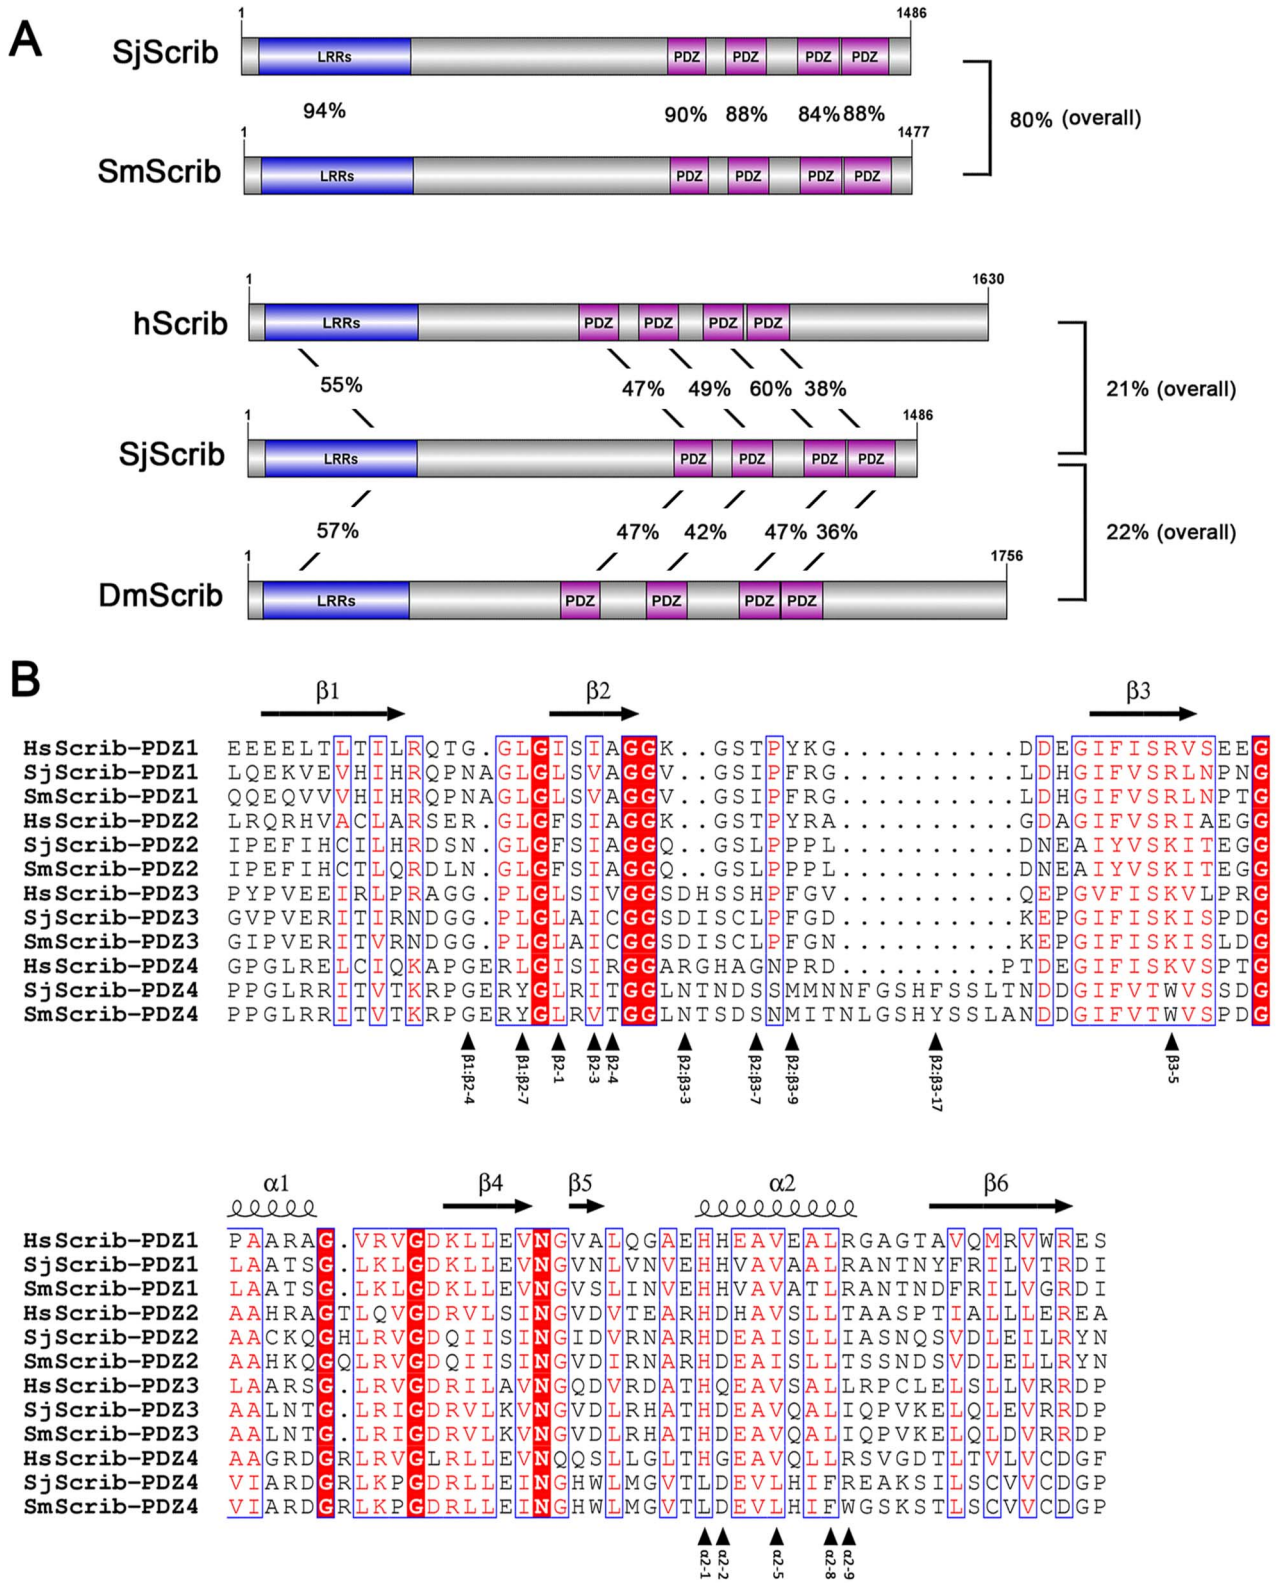 A
1 1486
SjScrib LRRs PDZ PDZ PDZ PDZ
94% 90% 88% 84% 88% 80% (overall)
1 1477
SmScrib LRRs PDZ PDZ PDZ PDZ
1 1630
hScrib LRRs PDZ PDZ PDZ PDZ
55% 47% 49% 60% 38% 21% (overall)
1 1486
SjScrib LRRs PDZ PDZ PDZ PDZ
57% 47% 42% 47% 36% 22% (overall)
1 1756
DmScrib LRRs PDZ PDZ PDZ PDZ
B
β1 β2 β3
HsScrib-PDZ1 EEEELTLTILRQTG.GLGISIAGGK..GSTPYKG..........DDEGIFISRVSEEG
SjScrib-PDZ1 LQEKVEVHIHRQPNAGLGLSVAGGV..GSIPFRG..........LDHGIFVSRLNPNG
SmScrib-PDZ1 QQEQVVVHIHRQPNAGLGLSVAGGV..GSIPFRG..........LDHGIFVSRLNPTG
HsScrib-PDZ2 LRQRHVACLARSER.GLGFSIAGGK..GSTPYRA..........GDAGIFVSRIAEGG
SjScrib-PDZ2 IPEFIHCILHRDSN.GLGFSIAGGQ..GSLPPPL..........DNEAIYVSKITEGG
SmScrib-PDZ2 IPEFIHCTLQRDLN.GLGFSIAGGQ..GSLPPPL..........DNEAIYVSKITEGG
HsScrib-PDZ3 PYPVEEIRLPRAGG.PLGLSIVGGSDHSSHPFGV..........QEPGVFISKVLPRG
SjScrib-PDZ3 GVPVERITIRNDGG.PLGLAICGGSDISCLPFGD..........KEPGIFISKISPDG
SmScrib-PDZ3 GIPVERITVRNDGG.PLGLAICGGSDISCLPFGN..........KEPGIFISKISLDG
HsScrib-PDZ4 GPGLRELCIQKAPGERLGISIRGGARGHAGNPRD.........PTDEGIFISKVSPTG
SjScrib-PDZ4 PPGLRRITVTKRPGERYGLRITGGLNTNDSSMMNNFGSHFSSLTNDDGIFVTWVSSDG
SmScrib-PDZ4 PPGLRRITVTKRPGERYGLRVTGGLNTSDSNMITNLGSHYSSLANDDGIFVTWVSPDG
β1:β2-4 β1:β2-7 β2-1 β2-3 β2-4 β2:β3-3 β2:β3-7 β2:β3-9 β2:β3-17 β3-5
α1 β4 β5 α2 β6
HsScrib-PDZ1 PAARAG.VRVGDKLLEVNGVALQGAEHHEAVEALRGAGTAVQMRVWRES
SjScrib-PDZ1 LAATSG.LKLGDKLLEVNGVNLVNVEHHVAVAALRANTNYFRILVTRDI
SmScrib-PDZ1 LAATSG.LKLGDKLLEVNGVSLINVEHHVAVATLRANTNDFRILVGRDI
HsScrib-PDZ2 AAHRAGTLQVGDRVLSINGVDVTEARHDHAVSLLTAASPTIALLLEREA
SjScrib-PDZ2 AACKQGHLRVGDQIISINGIDVRNARHDEAISLLIASNQSVDLEILRYN
SmScrib-PDZ2 AAHKQGQLRVGDQIISINGVDIRNARHDEAISLLTSSNDSVDLELLRYN
HsScrib-PDZ3 LAARSG.LRVGDRILAVNGQDVRDATHQEAVSALLRPCLELSLLVRRDP
SjScrib-PDZ3 AALNTG.LRIGDRVLKVNGVDLRHATHDEAVQALIQPVKELQLEVRRDP
SmScrib-PDZ3 AALNTG.LRIGDRVLKVNGVDLRHATHDEAVQALIQPVKELQLDVRRDP
HsScrib-PDZ4 AAGRDGRLRVGLRLLEVNQQSLLGLTHGEAVQLLRSVGDTLTVLVCDGF
SjScrib-PDZ4 VIARDGRLKPGDRLLEINGHWLMGVTLDEVLHIFREAKSILSCVVCDGP
SmScrib-PDZ4 VIARDGRLKPGDRLLEINGHWLMGVTLDEVLHIFWGSKSTLSCVVCDGP
α2-1 α2-2 α2-5 α2-8 α2-9